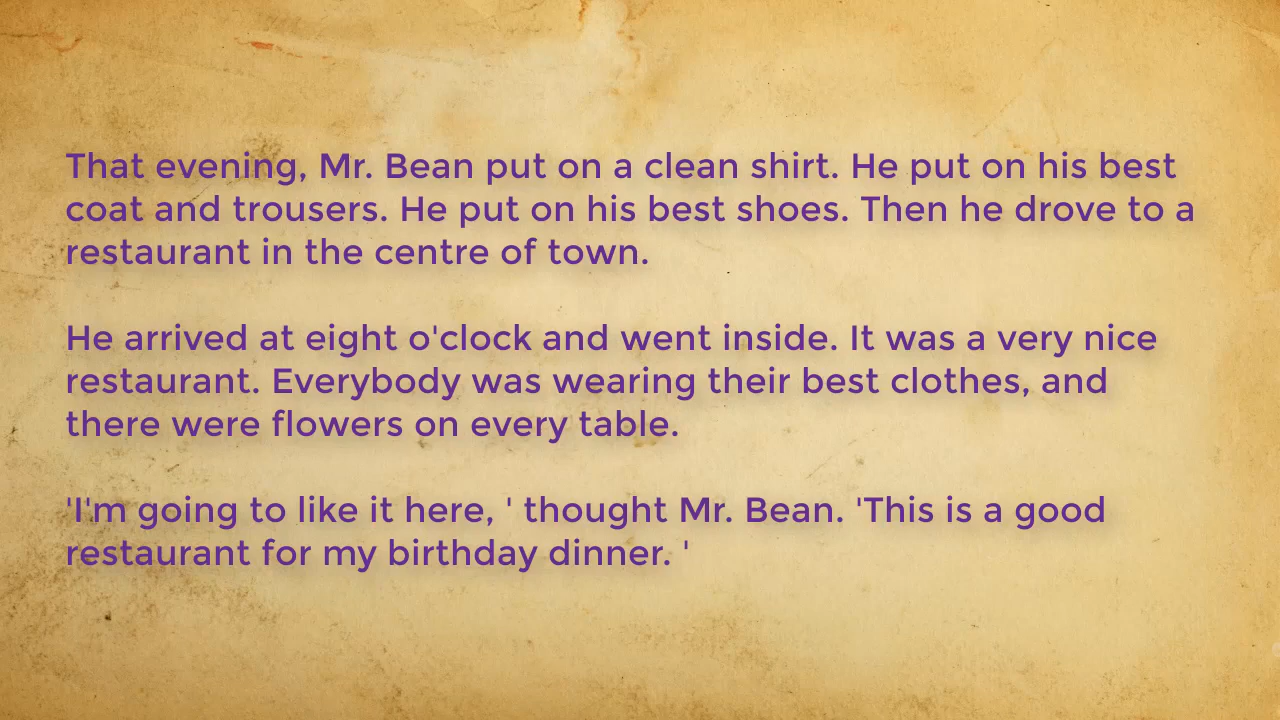 That evening, Mr. Bean put on a clean shirt. He put on his best
coat and trousers. He put on his best shoes. Then he drove to a
restaurant in the centre of town.
He arrived at eight o'clock and went inside. It was a very nice
restaurant. Everybody was wearing their best clothes, and
there were flowers on every table.
'I'm going to like it here, ' thought Mr. Bean. 'This is a good
restaurant for my birthday dinner. '